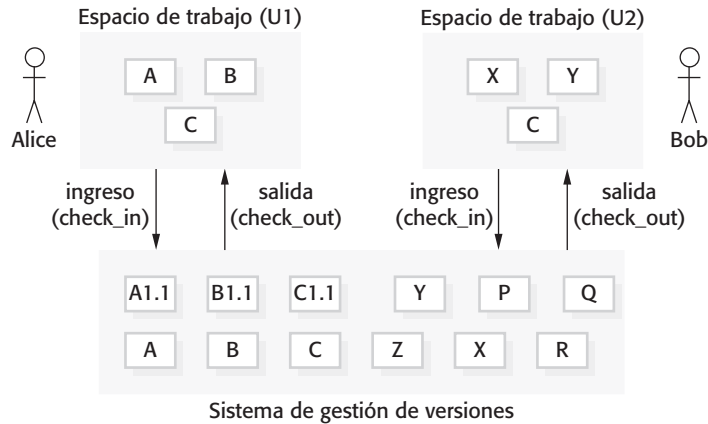 Espacio de trabajo (U1)
Espacio de trabajo (U2)
A
B
C
X
Y
C
Alice
Bob
ingreso
(check_in)
salida
(check_out)
ingreso
(check_in)
salida
(check_out)
A1.1
B1.1
C1.1
Y
P
Q
A
B
C
Z
X
R
Sistema de gestión de versiones